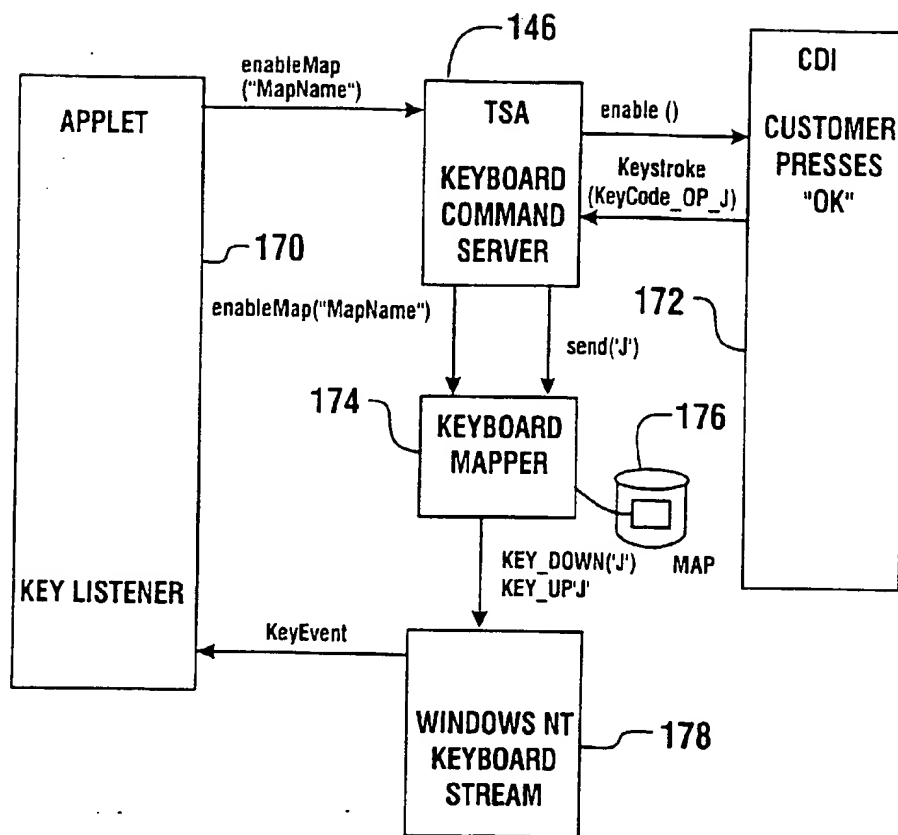 146
enableMap
("MapName")
APPLET
TSA
KEYBOARD
COMMAND
SERVER
enable ()
Keystroke
(KeyCode_OP_J)
CDI
CUSTOMER
PRESSES
"OK"
170
172
enableMap("MapName")
send('J')
174
KEYBOARD
MAPPER
176
MAP
KEY_DOWN('J')
KEY_UP'J'
KEY LISTENER
KeyEvent
WINDOWS NT
KEYBOARD
STREAM
178